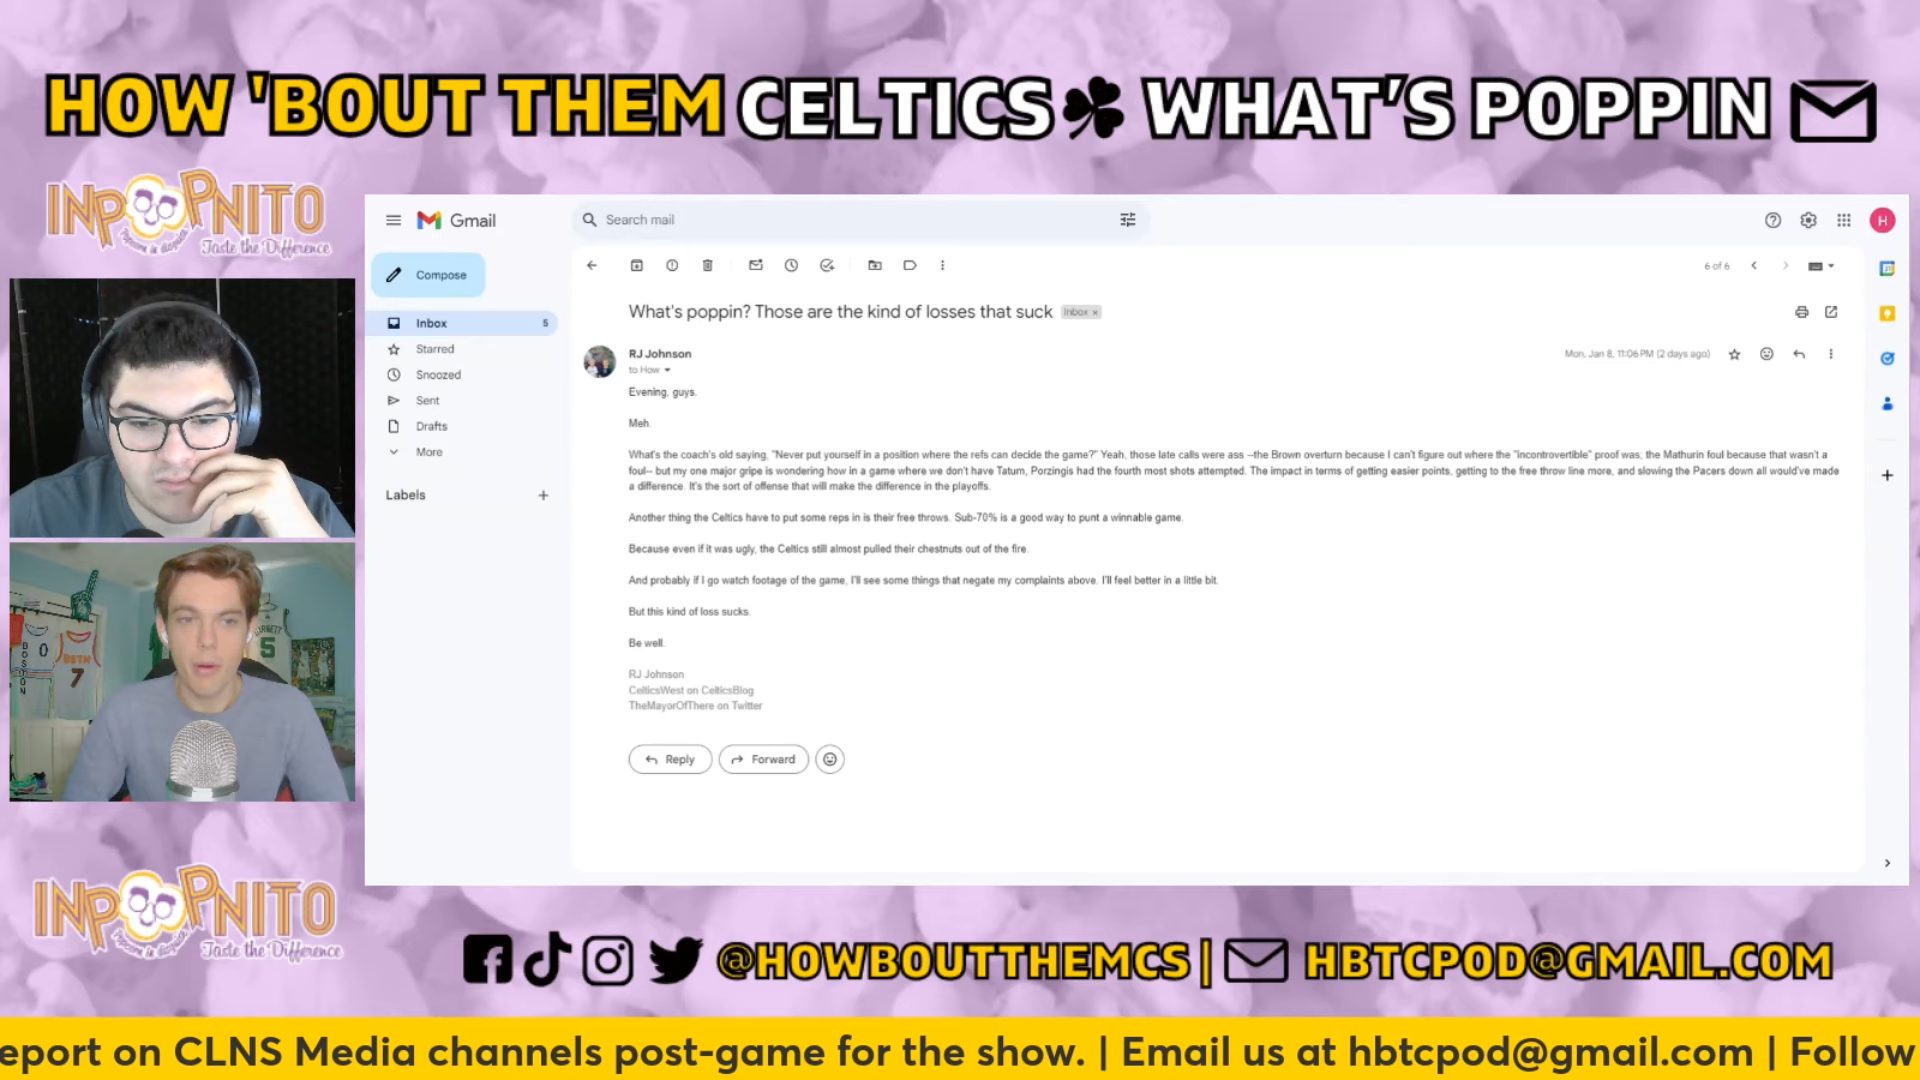 HOW 'BOUT THEM CELTICS WHAT'S POPPIN
INPOPNITO
Popcorn in disguise
Taste the Difference
Gmail
Search mail
H
Compose
6 of 6
What's poppin? Those are the kind of losses that suck
Inbox x
Inbox
5
Starred
RJ Johnson
Mon, Jan 8, 11:06 PM (2 days ago)
to How
Snoozed
Evening, guys.
Sent
Meh.
Drafts
More
What's the coach's old saying, "Never put yourself in a position where the refs can decide the game?" Yeah, those late calls were ass --the Brown overturn because I can't figure out where the "incontrovertible" proof was, the Mathurin foul because that wasn't a
foul-- but my one major gripe is wondering how in a game where we don't have Tatum, Porzingis had the fourth most shots attempted. The impact in terms of getting easier points, getting to the free throw line more, and slowing the Pacers down all would've made
a difference. It's the sort of offense that will make the difference in the playoffs.
Labels
Another thing the Celtics have to put some reps in is their free throws. Sub-70% is a good way to punt a winnable game.
Because even if it was ugly, the Celtics still almost pulled their chestnuts out of the fire.
And probably if I go watch footage of the game, I'll see some things that negate my complaints above. I'll feel better in a little bit.
But this kind of loss sucks.
Be well.
RJ Johnson
CelticsWest on CelticsBlog
TheMayorOfThere on Twitter
Reply
Forward
BOSTON
0
BSTN
7
GARNETT
5
INPOPNITO
Taste the Difference
@HOWBOUTTHEMCS | HBTCPOD@GMAIL.COM
eport on CLNS Media channels post-game for the show. | Email us at hbtcpod@gmail.com | Follow